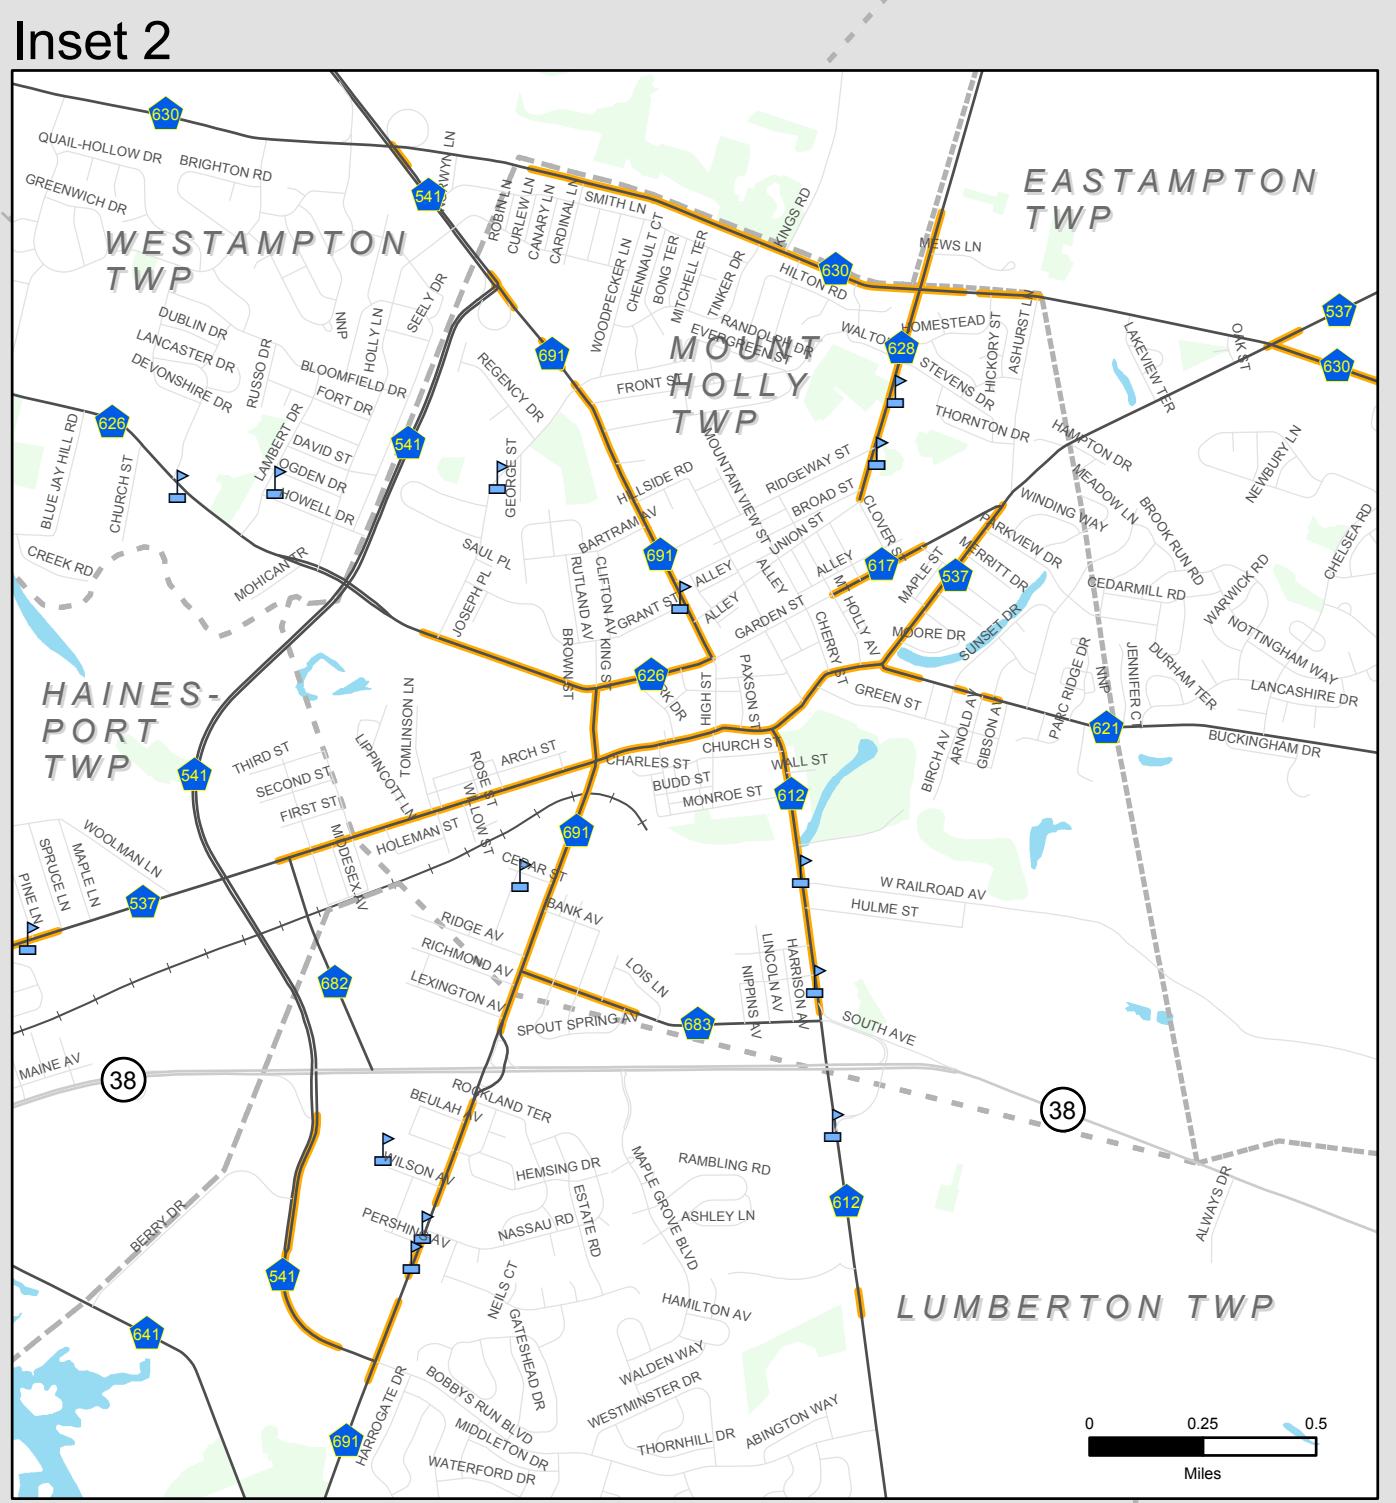 Inset 2
630
QUAIL-HOLLOW DR
BRIGHTON RD
GREENWICH DR
541
ROBIN LN
CURLEW LN
CANARY LN
CARDINAL LN
SMITH LN
KINGS RD
EASTAMPTON
TWP
MEWS LN
WESTAMPTON
TWP
WOODPECKER LN
CHENNAULT CT
BONG TER
MITCHELL TER
TINKER DR
HILTON RD
630
SEELY DR
DUBLIN DR
LANCASTER DR
DEVONSHIRE DR
NNP
HOLLY LN
RUSSO DR
BLOOMFIELD DR
FORT DR
691
RANDOLPH DR
EVERGREEN ST
MOUNT
HOLLY
TWP
HOMESTEAD
628
HICKORY ST
ASHURST LN
LAKEVIEW TER
OAK ST
537
630
REGENCY DR
FRONT ST
STEVENS DR
THORNTON DR
626
BLUE JAY HILL RD
CHURCH ST
LAMBERT DR
DAVID ST
OGDEN DR
HOWELL DR
541
GEORGE ST
HILLSIDE RD
MOUNTAIN VIEW ST
RIDGEWAY ST
BROAD ST
UNION ST
HAMPTON DR
MEADOW LN
WINDING WAY
NEWBURY LN
BROOK RUN RD
CHELSEA RD
CREEK RD
MOHICAN TR
SAUL PL
JOSEPH PL
BARTRAM AV
691
RUTLAND AV
CLIFTON AV
GRANT ST
ALLEY
ALLEY
ALLEY
ALLEY
617
MAPLE ST
537
PARKVIEW DR
MERRITT DR
CEDARMILL RD
WARWICK RD
GARDEN ST
CHERRY ST
HOLLY AV
MOORE DR
SUNSET DR
NOTTINGHAM WAY
BROWN ST
KING ST
626
HIGH ST
PAXSON ST
GREEN ST
PARC RIDGE DR
NNP
JENNIFER CT
DURHAM TER
LANCASHIRE DR
HAINES-
PORT
TWP
TOMLINSON LN
LIPPINCOTT LN
BIRCH AV
ARNOLD AV
GIBSON AV
621
BUCKINGHAM DR
541
THIRD ST
SECOND ST
FIRST ST
ARCH ST
ROSE ST
WILLOW ST
CHURCH ST
CHARLES ST
BUDD ST
MONROE ST
WALL ST
612
WOOLMAN LN
SPRUCE LN
MAPLE LN
PINE LN
MIDDESEX AV
HOLEMAN ST
691
CEDAR ST
537
BANK AV
W RAILROAD AV
HULME ST
RIDGE AV
RICHMOND AV
LEXINGTON AV
682
LOIS LN
NIPPINS AV
LINCOLN AV
HARRISON AV
SPOUT SPRING AV
683
SOUTH AVE
MAINE AV
38
38
ROCKLAND TER
BEULAH AV
WILSON AV
HEMSING DR
MAPLE GROVE BLVD
RAMBLING RD
ALWAYS DR
BERRY DR
PERSHING AV
NASSAU RD
ESTATE RD
ASHLEY LN
612
541
NEILS CT
HAMILTON AV
LUMBERTON TWP
641
GATESHEAD DR
WALDEN WAY
BOBBYS RUN BLVD
WESTMINSTER DR
691
HARROGATE DR
MIDDLETON DR
WATERFORD DR
THORNHILL DR
ABINGTON WAY
0 0.25 0.5
Miles